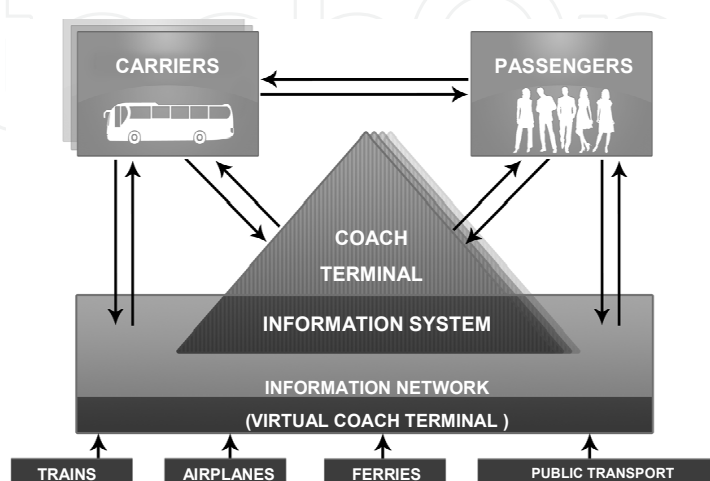 CARRIERS
PASSENGERS
COACH
TERMINAL
INFORMATION SYSTEM
INFORMATION NETWORK
(VIRTUAL COACH TERMINAL )
TRAINS
AIRPLANES
FERRIES
PUBLIC TRANSPORT